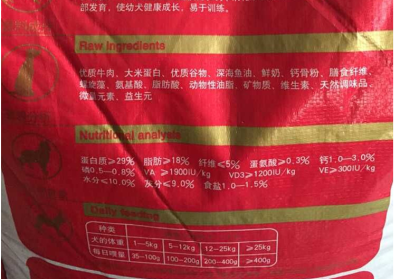 部发育，使幼犬健康成长，易于训练。
Raw Ingredients
优质牛肉、大米蛋白、优质谷物、深海鱼油、鲜奶、钙骨粉、膳食纤维、
螺旋藻、氨基酸、脂肪酸、动物性油脂、矿物质、维生素、天然调味品
微量元素、益生元
Nutritional analysis
蛋白质≥29% 脂肪≥18% 纤维≤5% 蛋氨酸≥0.3% 钙1.0—3.0%
磷0.5—0.8% VA ≥1900IU/kg VD3≥1200IU/kg VE≥300IU/kg
水分≤10.0% 灰分≤9.0% 食盐1.0—1.5%
Daily feeding
种类
犬的体重 1—5kg 5—12kg 12—25kg ≥25kg
每日喂量 35—100g 100—200g 200—400g ≥400g